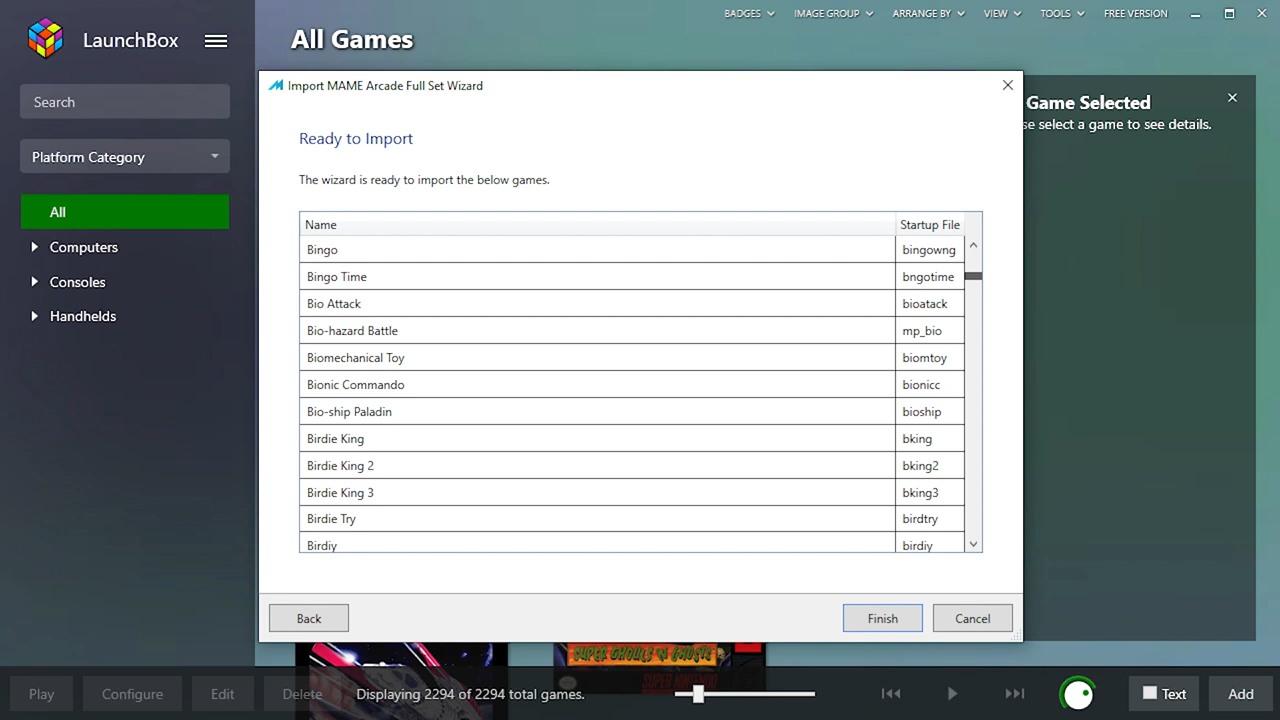 BADGES IMAGE GROUP ARRANGE BY VIEW TOOLS FREE VERSION
LaunchBox
All Games
Search
Platform Category
All
Computers
Consoles
Handhelds
Import MAME Arcade Full Set Wizard
Game Selected
se select a game to see details.
Ready to Import
The wizard is ready to import the below games.
Name Startup File
Bingo bingowng
Bingo Time bngotime
Bio Attack bioatack
Bio-hazard Battle mp_bio
Biomechanical Toy biomtoy
Bionic Commando bionicc
Bio-ship Paladin bioship
Birdie King bking
Birdie King 2 bking2
Birdie King 3 bking3
Birdie Try birdtry
Birdiy birdiy
Back Finish Cancel
SUPER GHOULS 'N GHOSTS
SUPER NINTENDO
Play Configure Edit Delete Displaying 2294 of 2294 total games. Text Add